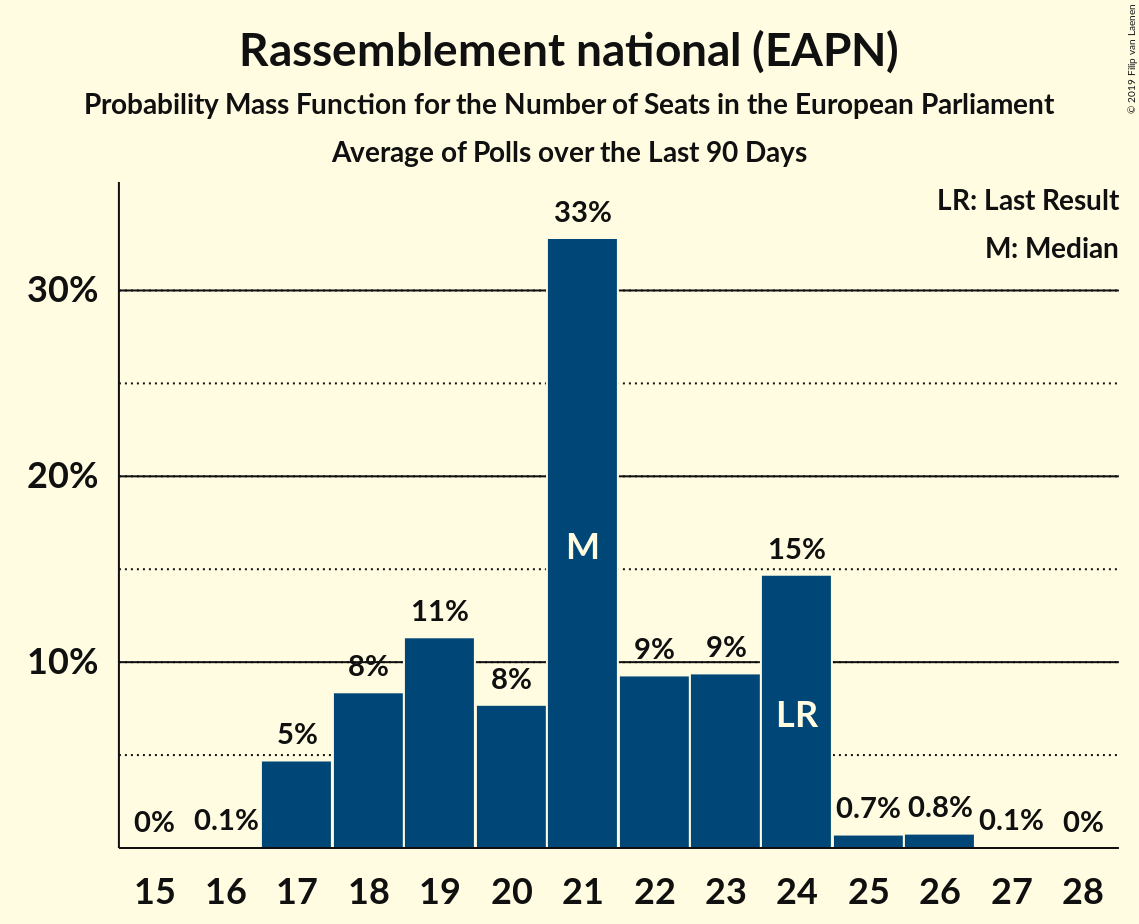 Rassemblement national (EAPN)
Probability Mass Function for the Number of Seats in the European Parliament
Average of Polls over the Last 90 Days
© 2019 Filip van Laenen
LR: Last Result
M: Median
30%
20%
10%
0%
0.1%
5%
8%
11%
8%
33%
9%
9%
15%
0.7%
0.8%
0.1%
0%
M
LR
15 16 17 18 19 20 21 22 23 24 25 26 27 28